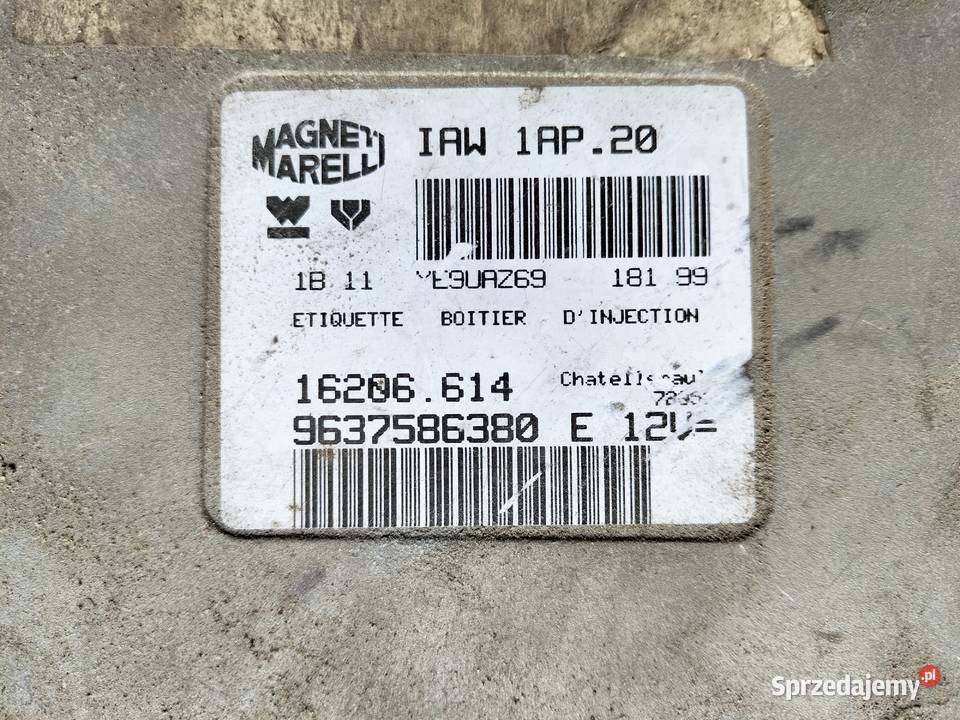 MAGNETI
MARELLI
IAW 1AP.20
1B 11 181 99
ETIQUETTE BOITIER D'INJECTION
16206.614
9637586380 E 12V=
Sprzedajemy.pl